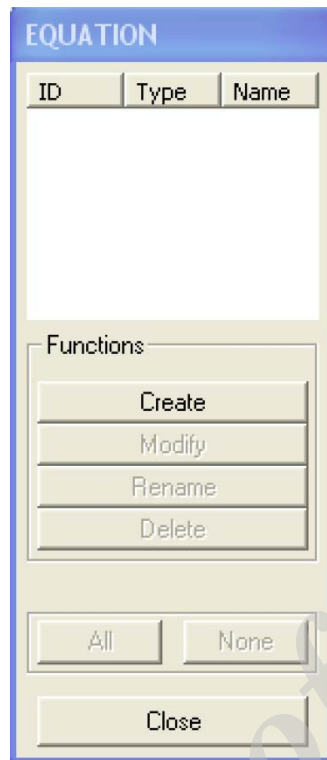 EQUATION
ID Type Name
Functions
Create
Modify
Rename
Delete
All None
Close